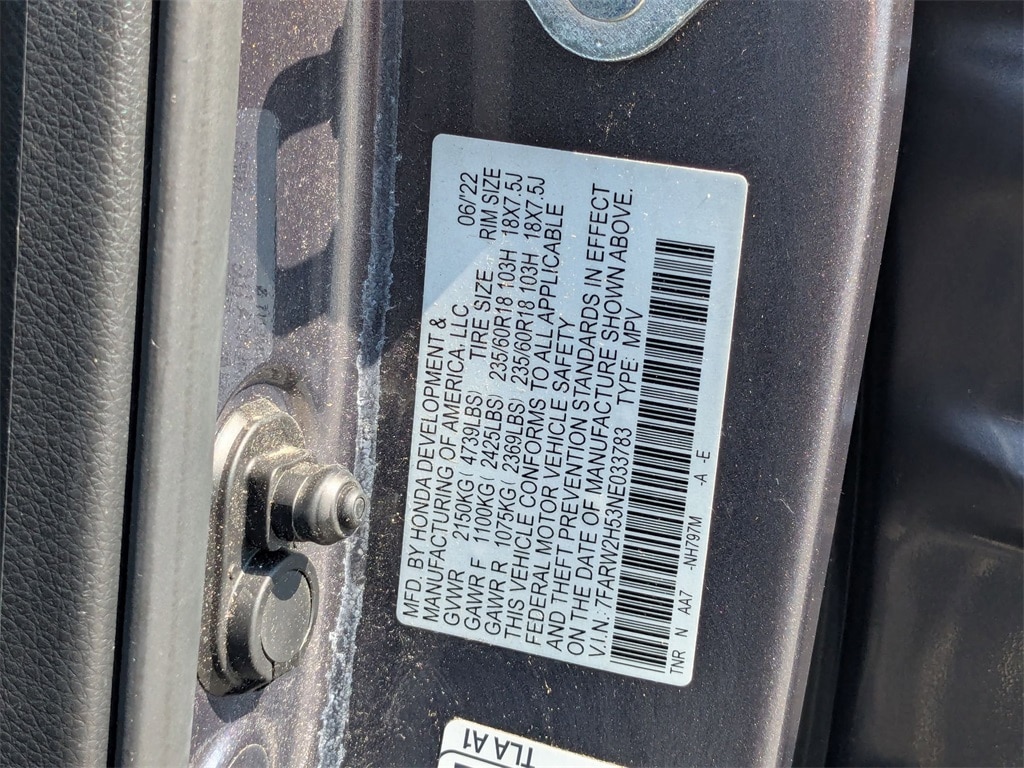 MFD. BY HONDA DEVELOPMENT &
MANUFACTURING OF AMERICA,LLC 06/'22
GVWR 2150KG( 4739LBS) TIRE SIZE RIM SIZE
GAWR F 1100KG( 2425LBS) 235/60R18 103H 18X7.5J
GAWR R 1075KG( 2369LBS) 235/60R18 103H 18X7.5J
THIS VEHICLE CONFORMS TO ALL APPLICABLE
FEDERAL MOTOR VEHICLE SAFETY
AND THEFT PREVENTION STANDARDS IN EFFECT
ON THE DATE OF MANUFACTURE SHOWN ABOVE.
V.I.N.: 7FARW2H53NE033783 TYPE: MPV
TNR N AA7 -NH797M -A -E
TLA A1